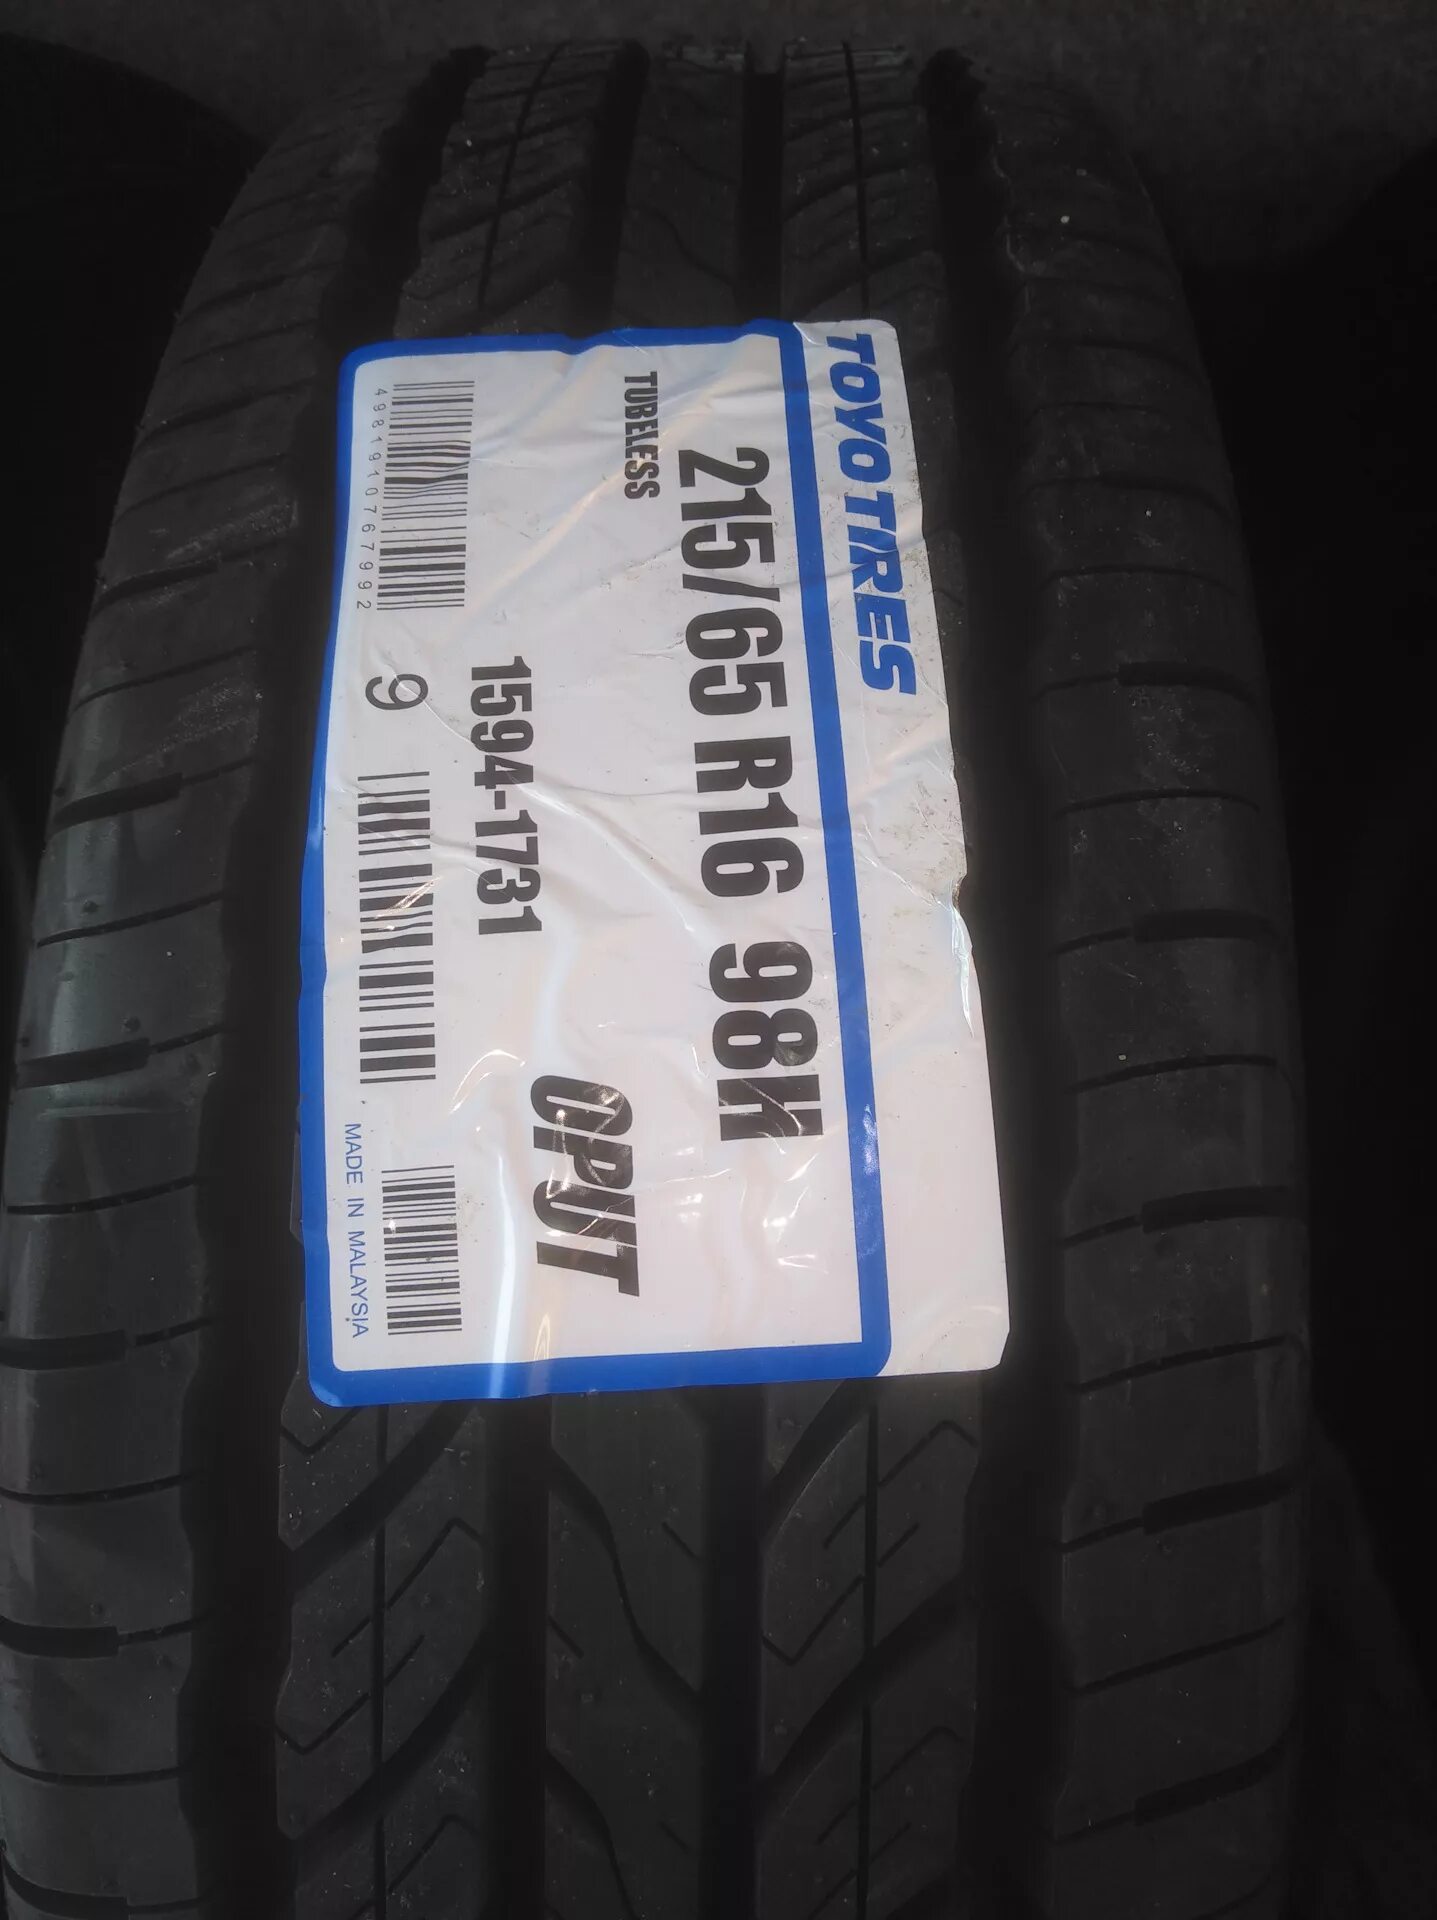 TOYO TIRES
215/65 R16 98H
TUBELESS
OPUT
1594-1731
4981910767992
9
MADE IN MALAYSIA